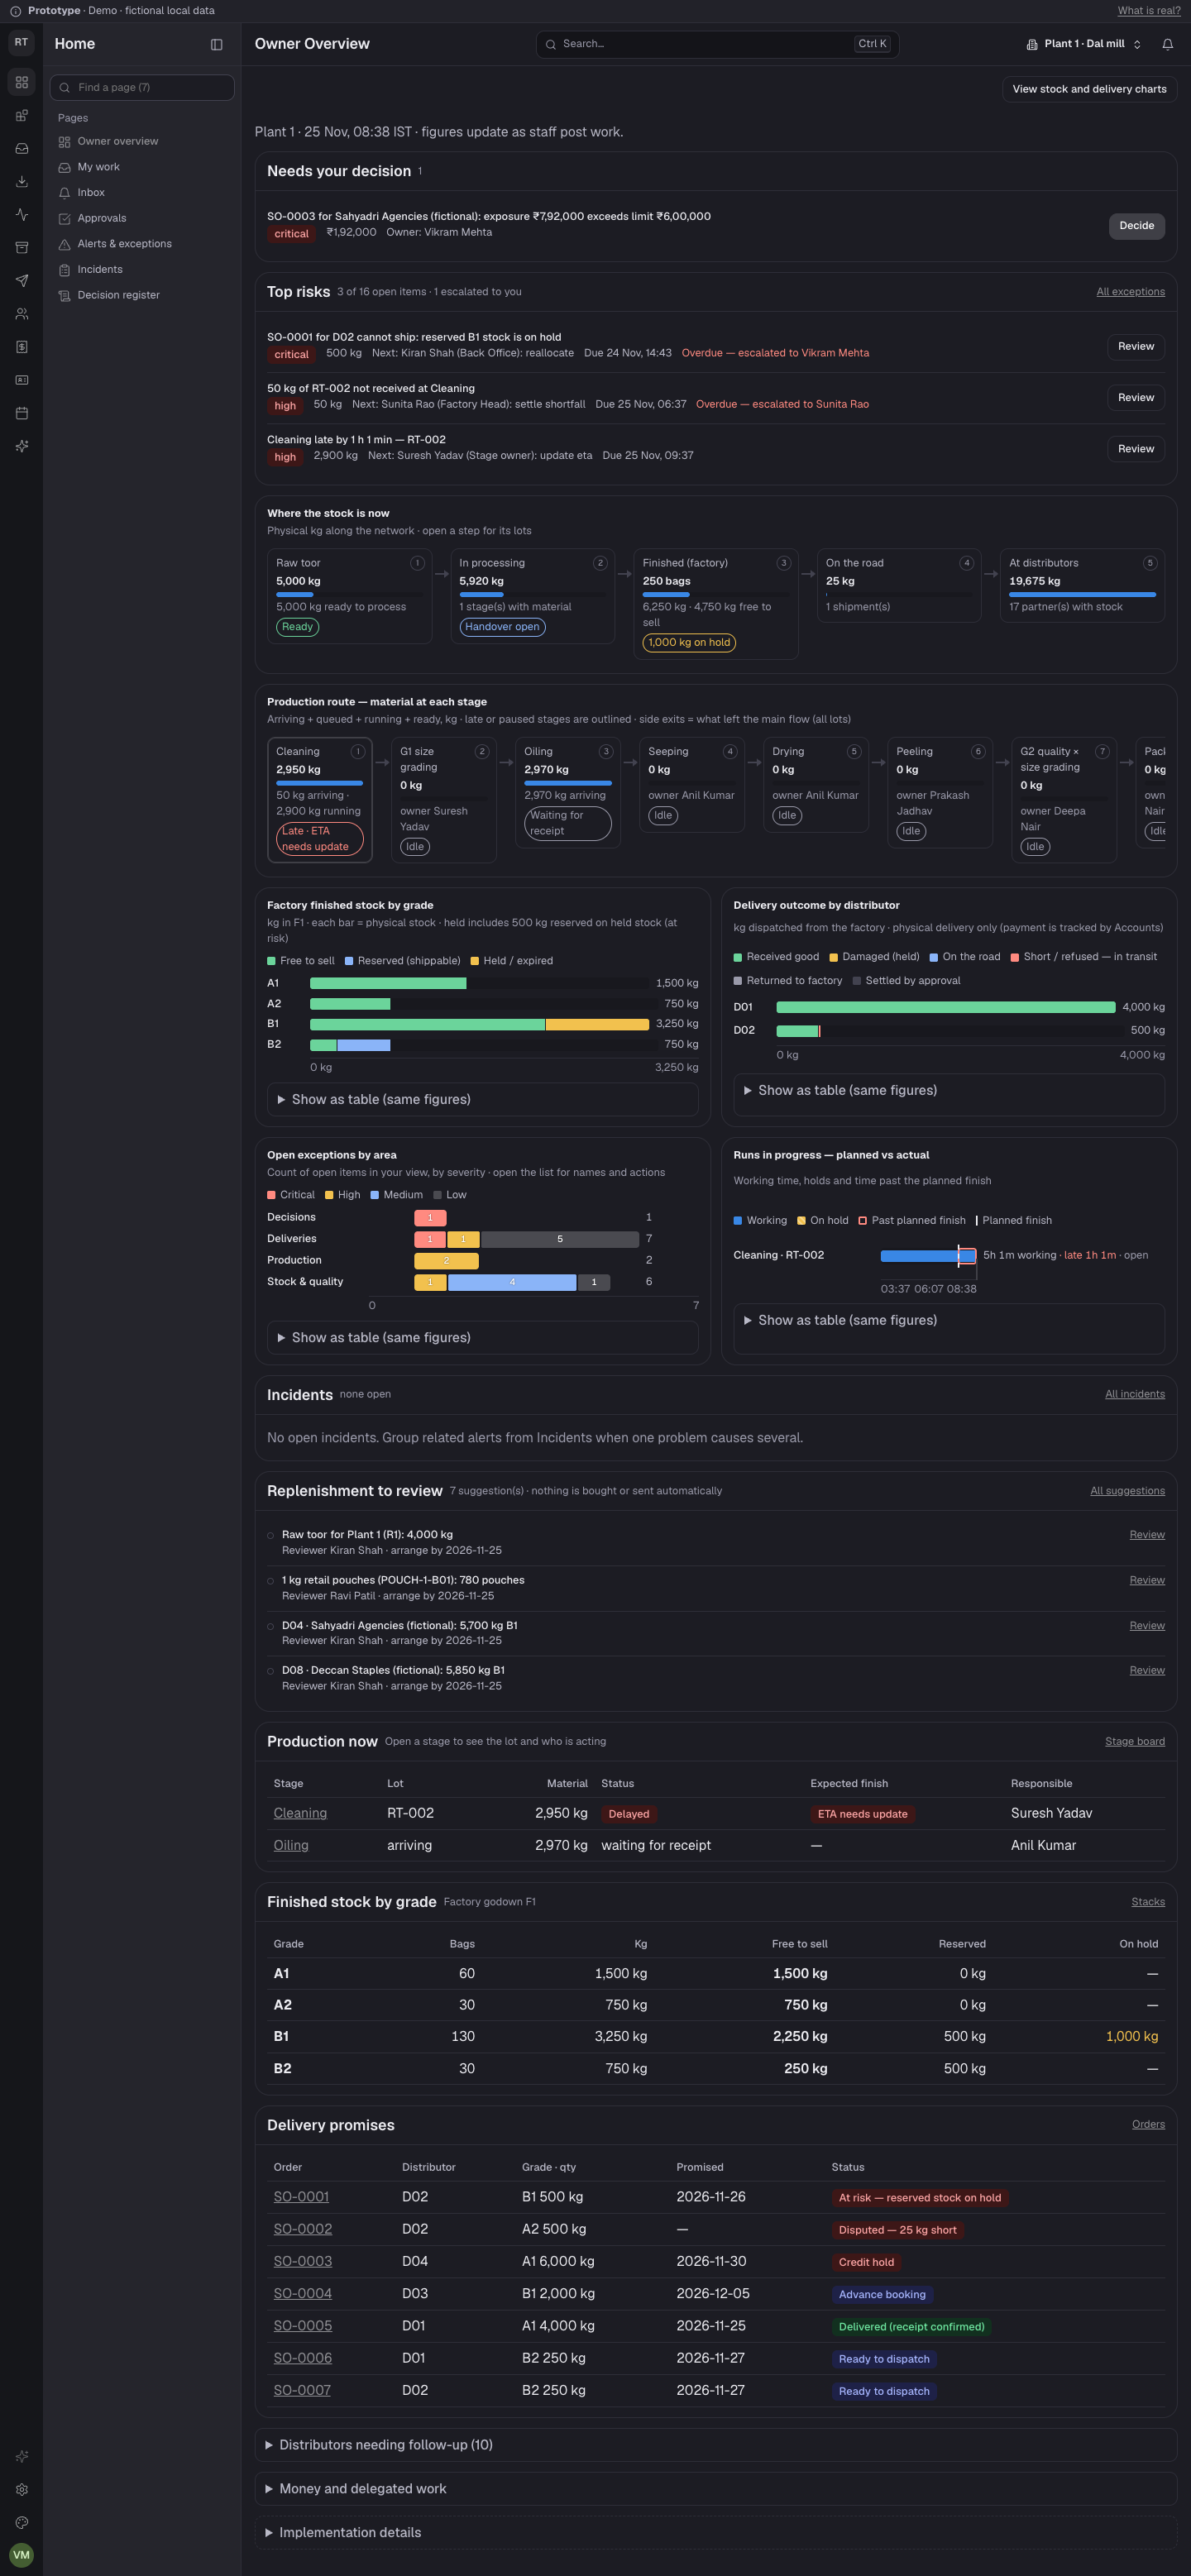 Prototype · Demo · fictional local data
What is real?
RT
Home
Owner Overview
Search...
Ctrl K
Plant 1 · Dal mill
Find a page (7)
Pages
Owner overview
My work
Inbox
Approvals
Alerts & exceptions
Incidents
Decision register
View stock and delivery charts
Plant 1 · 25 Nov, 08:38 IST · figures update as staff post work.
Needs your decision 1
SO-0003 for Sahyadri Agencies (fictional): exposure ₹7,92,000 exceeds limit ₹6,00,000
critical ₹1,92,000 Owner: Vikram Mehta
Decide
Top risks 3 of 16 open items · 1 escalated to you
All exceptions
SO-0001 for D02 cannot ship: reserved B1 stock is on hold
critical 500 kg Next: Kiran Shah (Back Office): reallocate Due 24 Nov, 14:43 Overdue — escalated to Vikram Mehta
Review
50 kg of RT-002 not received at Cleaning
high 50 kg Next: Sunita Rao (Factory Head): settle shortfall Due 25 Nov, 06:37 Overdue — escalated to Sunita Rao
Review
Cleaning late by 1 h 1 min — RT-002
high 2,900 kg Next: Suresh Yadav (Stage owner): update eta Due 25 Nov, 09:37
Review
Where the stock is now
Physical kg along the network · open a step for its lots
Raw toor 1
5,000 kg
5,000 kg ready to process
Ready
In processing 2
5,920 kg
1 stage(s) with material
Handover open
Finished (factory) 3
250 bags
6,250 kg · 4,750 kg free to
sell
1,000 kg on hold
On the road 4
25 kg
1 shipment(s)
At distributors 5
19,675 kg
17 partner(s) with stock
Production route — material at each stage
Arriving + queued + running + ready, kg · late or paused stages are outlined · side exits = what left the main flow (all lots)
Cleaning 1
2,950 kg
50 kg arriving ·
2,900 kg running
Late · ETA
needs update
G1 size 2
grading
0 kg
owner Suresh
Yadav
Idle
Oiling 3
2,970 kg
2,970 kg arriving
Waiting for
receipt
Seeping 4
0 kg
owner Anil Kumar
Idle
Drying 5
0 kg
owner Anil Kumar
Idle
Peeling 6
0 kg
owner Prakash
Jadhav
Idle
G2 quality × 7
size grading
0 kg
owner Deepa
Nair
Idle
Pack
0 kg
own
Nair
Idle
Factory finished stock by grade
kg in F1 · each bar = physical stock · held includes 500 kg reserved on held stock (at
risk)
Free to sell Reserved (shippable) Held / expired
A1 1,500 kg
A2 750 kg
B1 3,250 kg
B2 750 kg
0 kg 3,250 kg
Show as table (same figures)
Delivery outcome by distributor
kg dispatched from the factory · physical delivery only (payment is tracked by Accounts)
Received good Damaged (held) On the road Short / refused — in transit
Returned to factory Settled by approval
D01 4,000 kg
D02 500 kg
0 kg 4,000 kg
Show as table (same figures)
Open exceptions by area
Count of open items in your view, by severity · open the list for names and actions
Critical High Medium Low
Decisions 1 1
Deliveries 1 1 5 7
Production 2 2
Stock & quality 1 4 1 6
0 7
Show as table (same figures)
Runs in progress — planned vs actual
Working time, holds and time past the planned finish
Working On hold Past planned finish Planned finish
Cleaning · RT-002 5h 1m working · late 1h 1m · open
03:37 06:07 08:38
Show as table (same figures)
Incidents none open
All incidents
No open incidents. Group related alerts from Incidents when one problem causes several.
Replenishment to review 7 suggestion(s) · nothing is bought or sent automatically
All suggestions
Raw toor for Plant 1 (R1): 4,000 kg
Reviewer Kiran Shah · arrange by 2026-11-25
Review
1 kg retail pouches (POUCH-1-B01): 780 pouches
Reviewer Ravi Patil · arrange by 2026-11-25
Review
D04 · Sahyadri Agencies (fictional): 5,700 kg B1
Reviewer Kiran Shah · arrange by 2026-11-25
Review
D08 · Deccan Staples (fictional): 5,850 kg B1
Reviewer Kiran Shah · arrange by 2026-11-25
Review
Production now Open a stage to see the lot and who is acting
Stage board
Stage Lot Material Status Expected finish Responsible
Cleaning RT-002 2,950 kg Delayed ETA needs update Suresh Yadav
Oiling arriving 2,970 kg waiting for receipt — Anil Kumar
Finished stock by grade Factory godown F1
Stacks
Grade Bags Kg Free to sell Reserved On hold
A1 60 1,500 kg 1,500 kg 0 kg —
A2 30 750 kg 750 kg 0 kg —
B1 130 3,250 kg 2,250 kg 500 kg 1,000 kg
B2 30 750 kg 250 kg 500 kg —
Delivery promises
Orders
Order Distributor Grade · qty Promised Status
SO-0001 D02 B1 500 kg 2026-11-26 At risk — reserved stock on hold
SO-0002 D02 A2 500 kg — Disputed — 25 kg short
SO-0003 D04 A1 6,000 kg 2026-11-30 Credit hold
SO-0004 D03 B1 2,000 kg 2026-12-05 Advance booking
SO-0005 D01 A1 4,000 kg 2026-11-25 Delivered (receipt confirmed)
SO-0006 D01 B2 250 kg 2026-11-27 Ready to dispatch
SO-0007 D02 B2 250 kg 2026-11-27 Ready to dispatch
Distributors needing follow-up (10)
Money and delegated work
Implementation details
VM